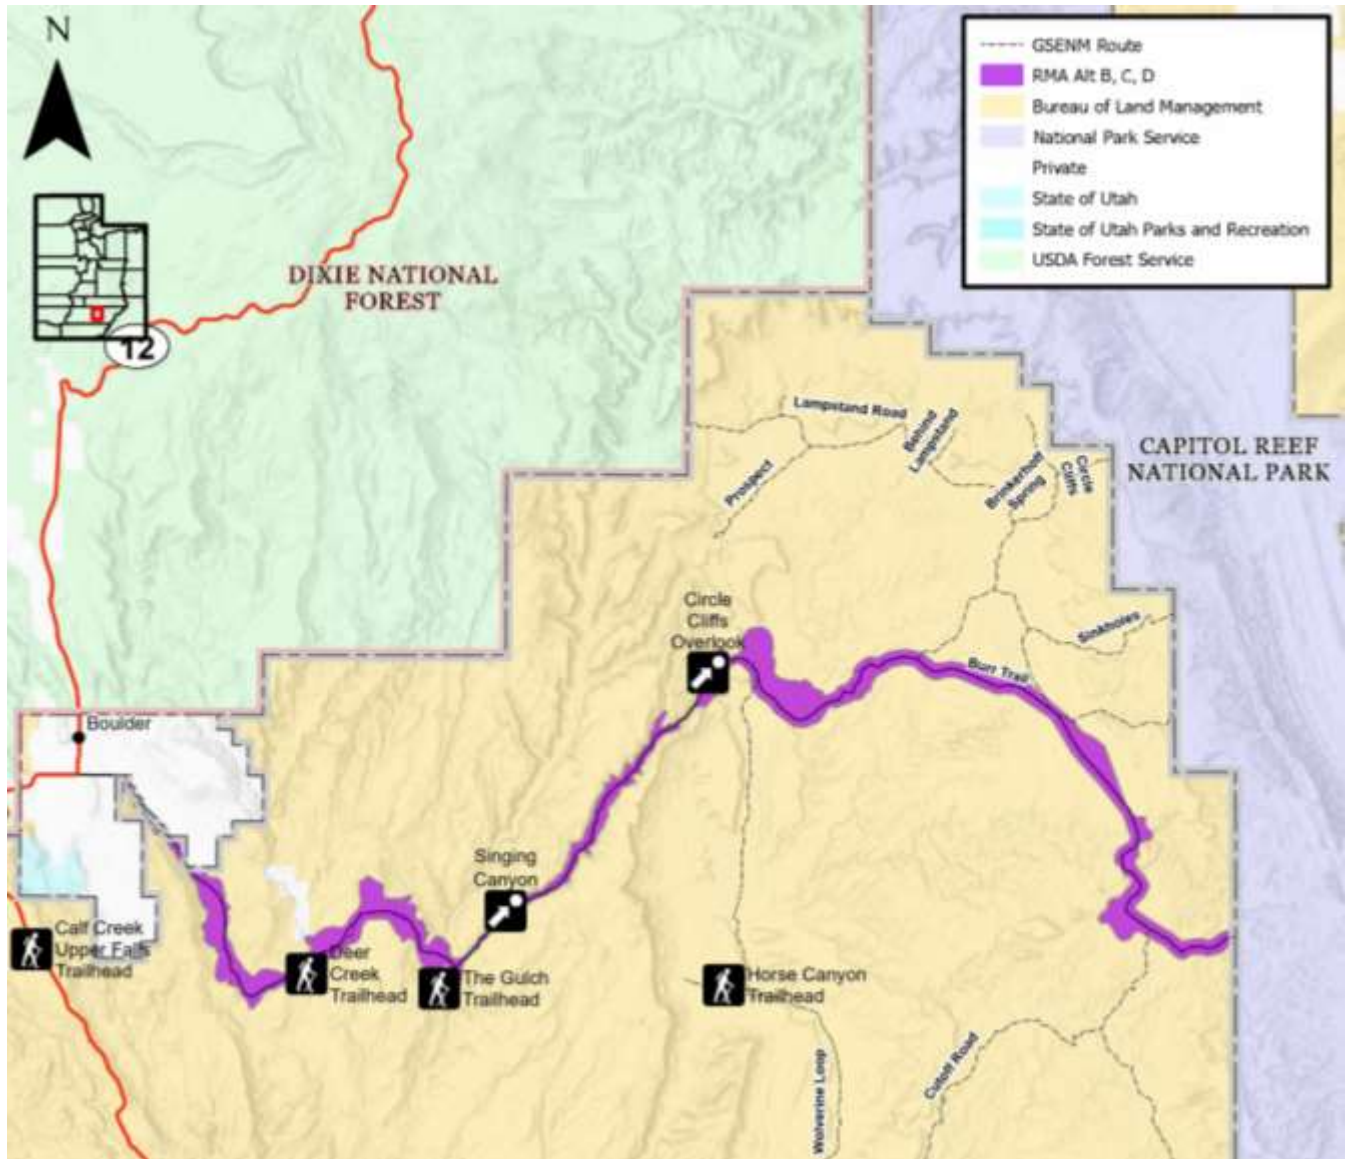 N
GSENM Route
RMA Alt B, C, D
Bureau of Land Management
National Park Service
Private
State of Utah
State of Utah Parks and Recreation
USDA Forest Service
DIXIE NATIONAL
FOREST
12
CAPITOL REEF
NATIONAL PARK
Lampstand Road
Behind
Lampstand
Prospect
Brinkerhoff
Spring
Circle
Cliffs
Circle
Cliffs
Overlook
Sinkholes
Burr Trail
Boulder
Singing
Canyon
Calf Creek
Upper Falls
Trailhead
Deer
Creek
Trailhead
The Gulch
Trailhead
Horse Canyon
Trailhead
Wolverine Loop
Cutoff Road